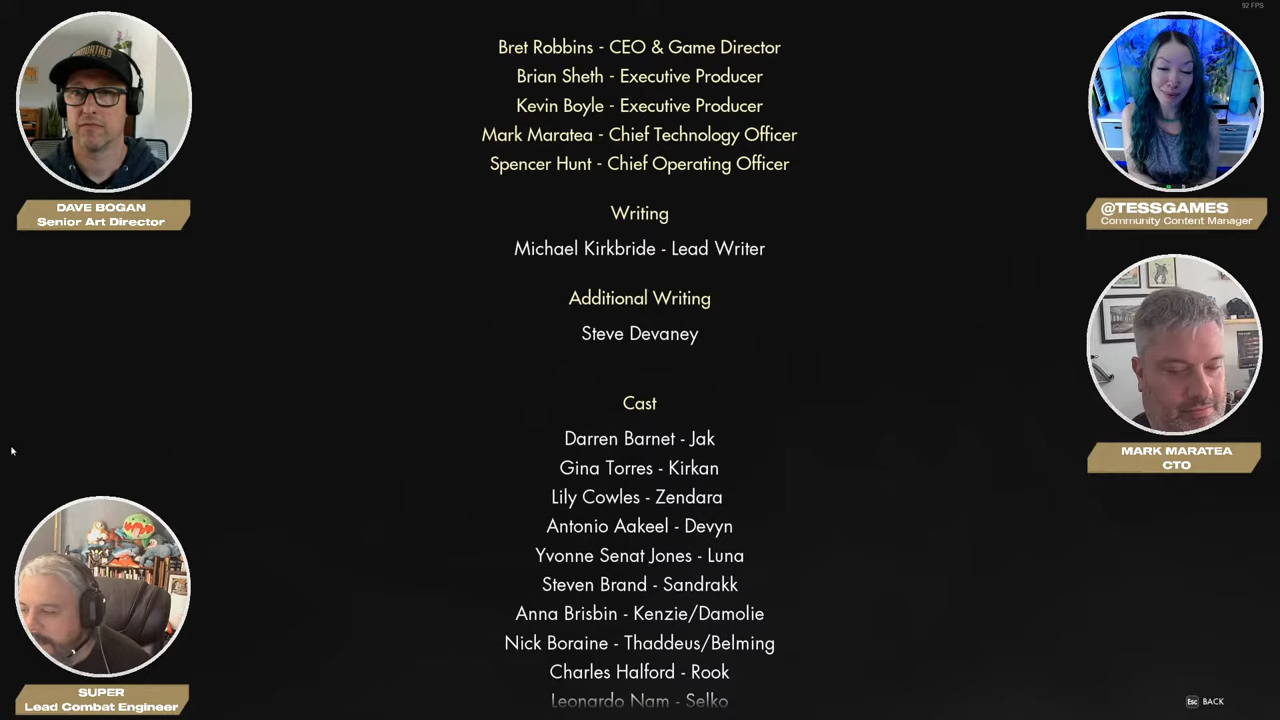 92 FPS
Bret Robbins - CEO & Game Director
Brian Sheth - Executive Producer
Kevin Boyle - Executive Producer
Mark Maratea - Chief Technology Officer
Spencer Hunt - Chief Operating Officer
Writing
Michael Kirkbride - Lead Writer
Additional Writing
Steve Devaney
Cast
Darren Barnet - Jak
Gina Torres - Kirkan
Lily Cowles - Zendara
Antonio Aakeel - Devyn
Yvonne Senat Jones - Luna
Steven Brand - Sandrakk
Anna Brisbin - Kenzie/Damolie
Nick Boraine - Thaddeus/Belming
Charles Halford - Rook
Leonardo Nam - Selko
IMMORTALS
DAVE BOGAN
Senior Art Director
@TESSGAMES
Community Content Manager
MARK MARATEA
CTO
SUPER
Lead Combat Engineer
Esc BACK